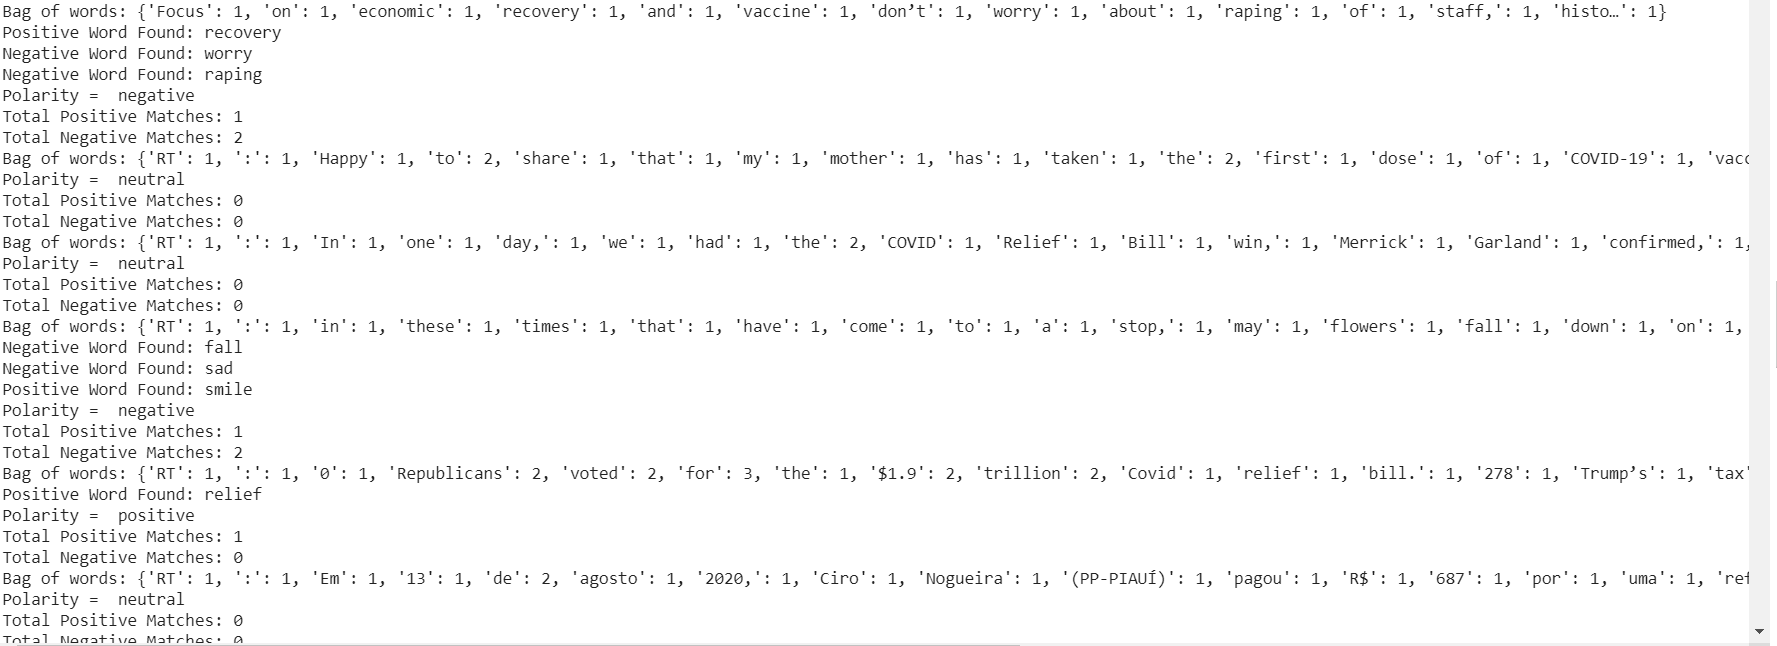 Bag of words: {'Focus': 1, 'on': 1, 'economic': 1, 'recovery': 1, 'and': 1, 'vaccine': 1, 'don’t': 1, 'worry': 1, 'about': 1, 'raping': 1, 'of': 1, 'staff,': 1, 'histo…': 1}
Positive Word Found: recovery
Negative Word Found: worry
Negative Word Found: raping
Polarity =  negative
Total Positive Matches: 1
Total Negative Matches: 2
Bag of words: {'RT': 1, ':': 1, 'Happy': 1, 'to': 2, 'share': 1, 'that': 1, 'my': 1, 'mother': 1, 'has': 1, 'taken': 1, 'the': 2, 'first': 1, 'dose': 1, 'of': 1, 'COVID-19': 1, 'vacc
Polarity =  neutral
Total Positive Matches: 0
Total Negative Matches: 0
Bag of words: {'RT': 1, ':': 1, 'In': 1, 'one': 1, 'day,': 1, 'we': 1, 'had': 1, 'the': 2, 'COVID': 1, 'Relief': 1, 'Bill': 1, 'win,': 1, 'Merrick': 1, 'Garland': 1, 'confirmed,': 1,
Polarity =  neutral
Total Positive Matches: 0
Total Negative Matches: 0
Bag of words: {'RT': 1, ':': 1, 'in': 1, 'these': 1, 'times': 1, 'that': 1, 'have': 1, 'come': 1, 'to': 1, 'a': 1, 'stop,': 1, 'may': 1, 'flowers': 1, 'fall': 1, 'down': 1, 'on': 1,
Negative Word Found: fall
Negative Word Found: sad
Positive Word Found: smile
Polarity =  negative
Total Positive Matches: 1
Total Negative Matches: 2
Bag of words: {'RT': 1, ':': 1, '0': 1, 'Republicans': 2, 'voted': 2, 'for': 3, 'the': 1, '$1.9': 2, 'trillion': 2, 'Covid': 1, 'relief': 1, 'bill.': 1, '278': 1, 'Trump’s': 1, 'tax'
Positive Word Found: relief
Polarity =  positive
Total Positive Matches: 1
Total Negative Matches: 0
Bag of words: {'RT': 1, ':': 1, 'Em': 1, '13': 1, 'de': 2, 'agosto': 1, '2020,': 1, 'Ciro': 1, 'Nogueira': 1, '(PP-PIAUÍ)': 1, 'pagou': 1, 'R$': 1, '687': 1, 'por': 1, 'uma': 1, 'ref
Polarity =  neutral
Total Positive Matches: 0
Total Negative Matches: 0